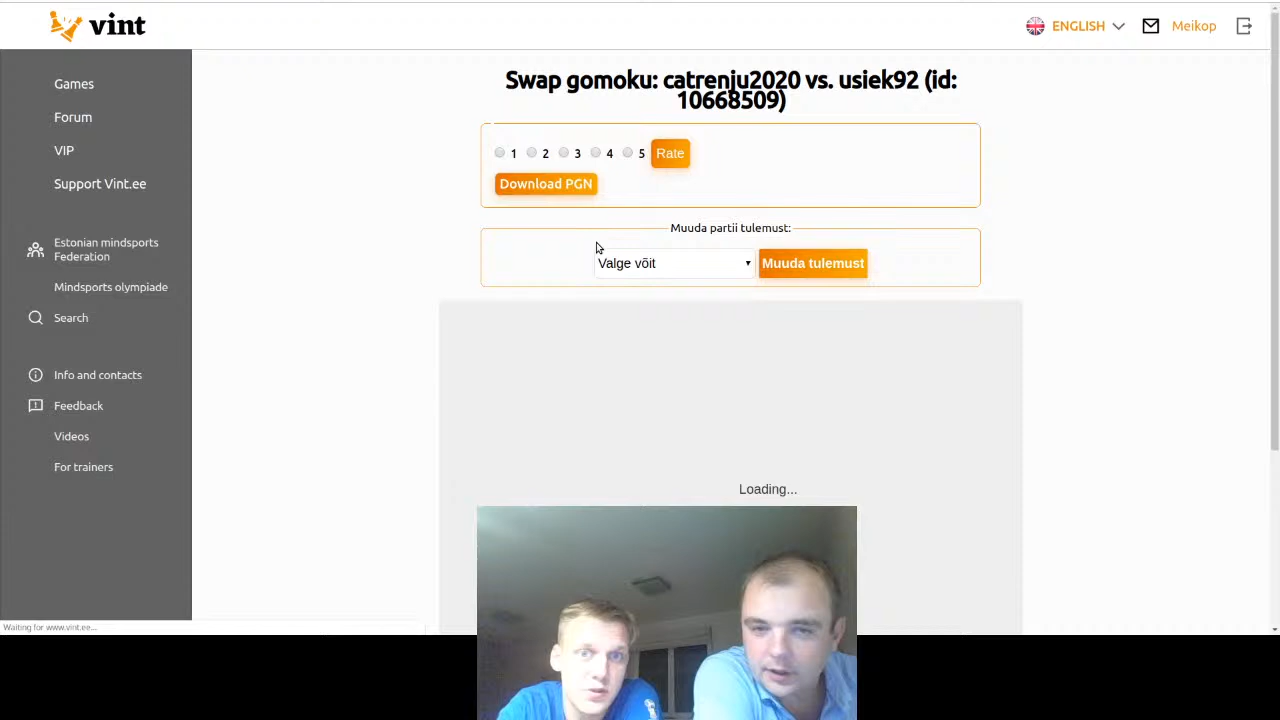 vint
ENGLISH
Meikop
Games
Forum
VIP
Support Vint.ee
Estonian mindsports
Federation
Mindsports olympiade
Search
Info and contacts
Feedback
Videos
For trainers
Swap gomoku: catrenju2020 vs. usiek92 (id:
10668509)
1 2 3 4 5 Rate
Download PGN
Muuda partii tulemust:
Valge võit Muuda tulemust
Loading...
Waiting for www.vint.ee...